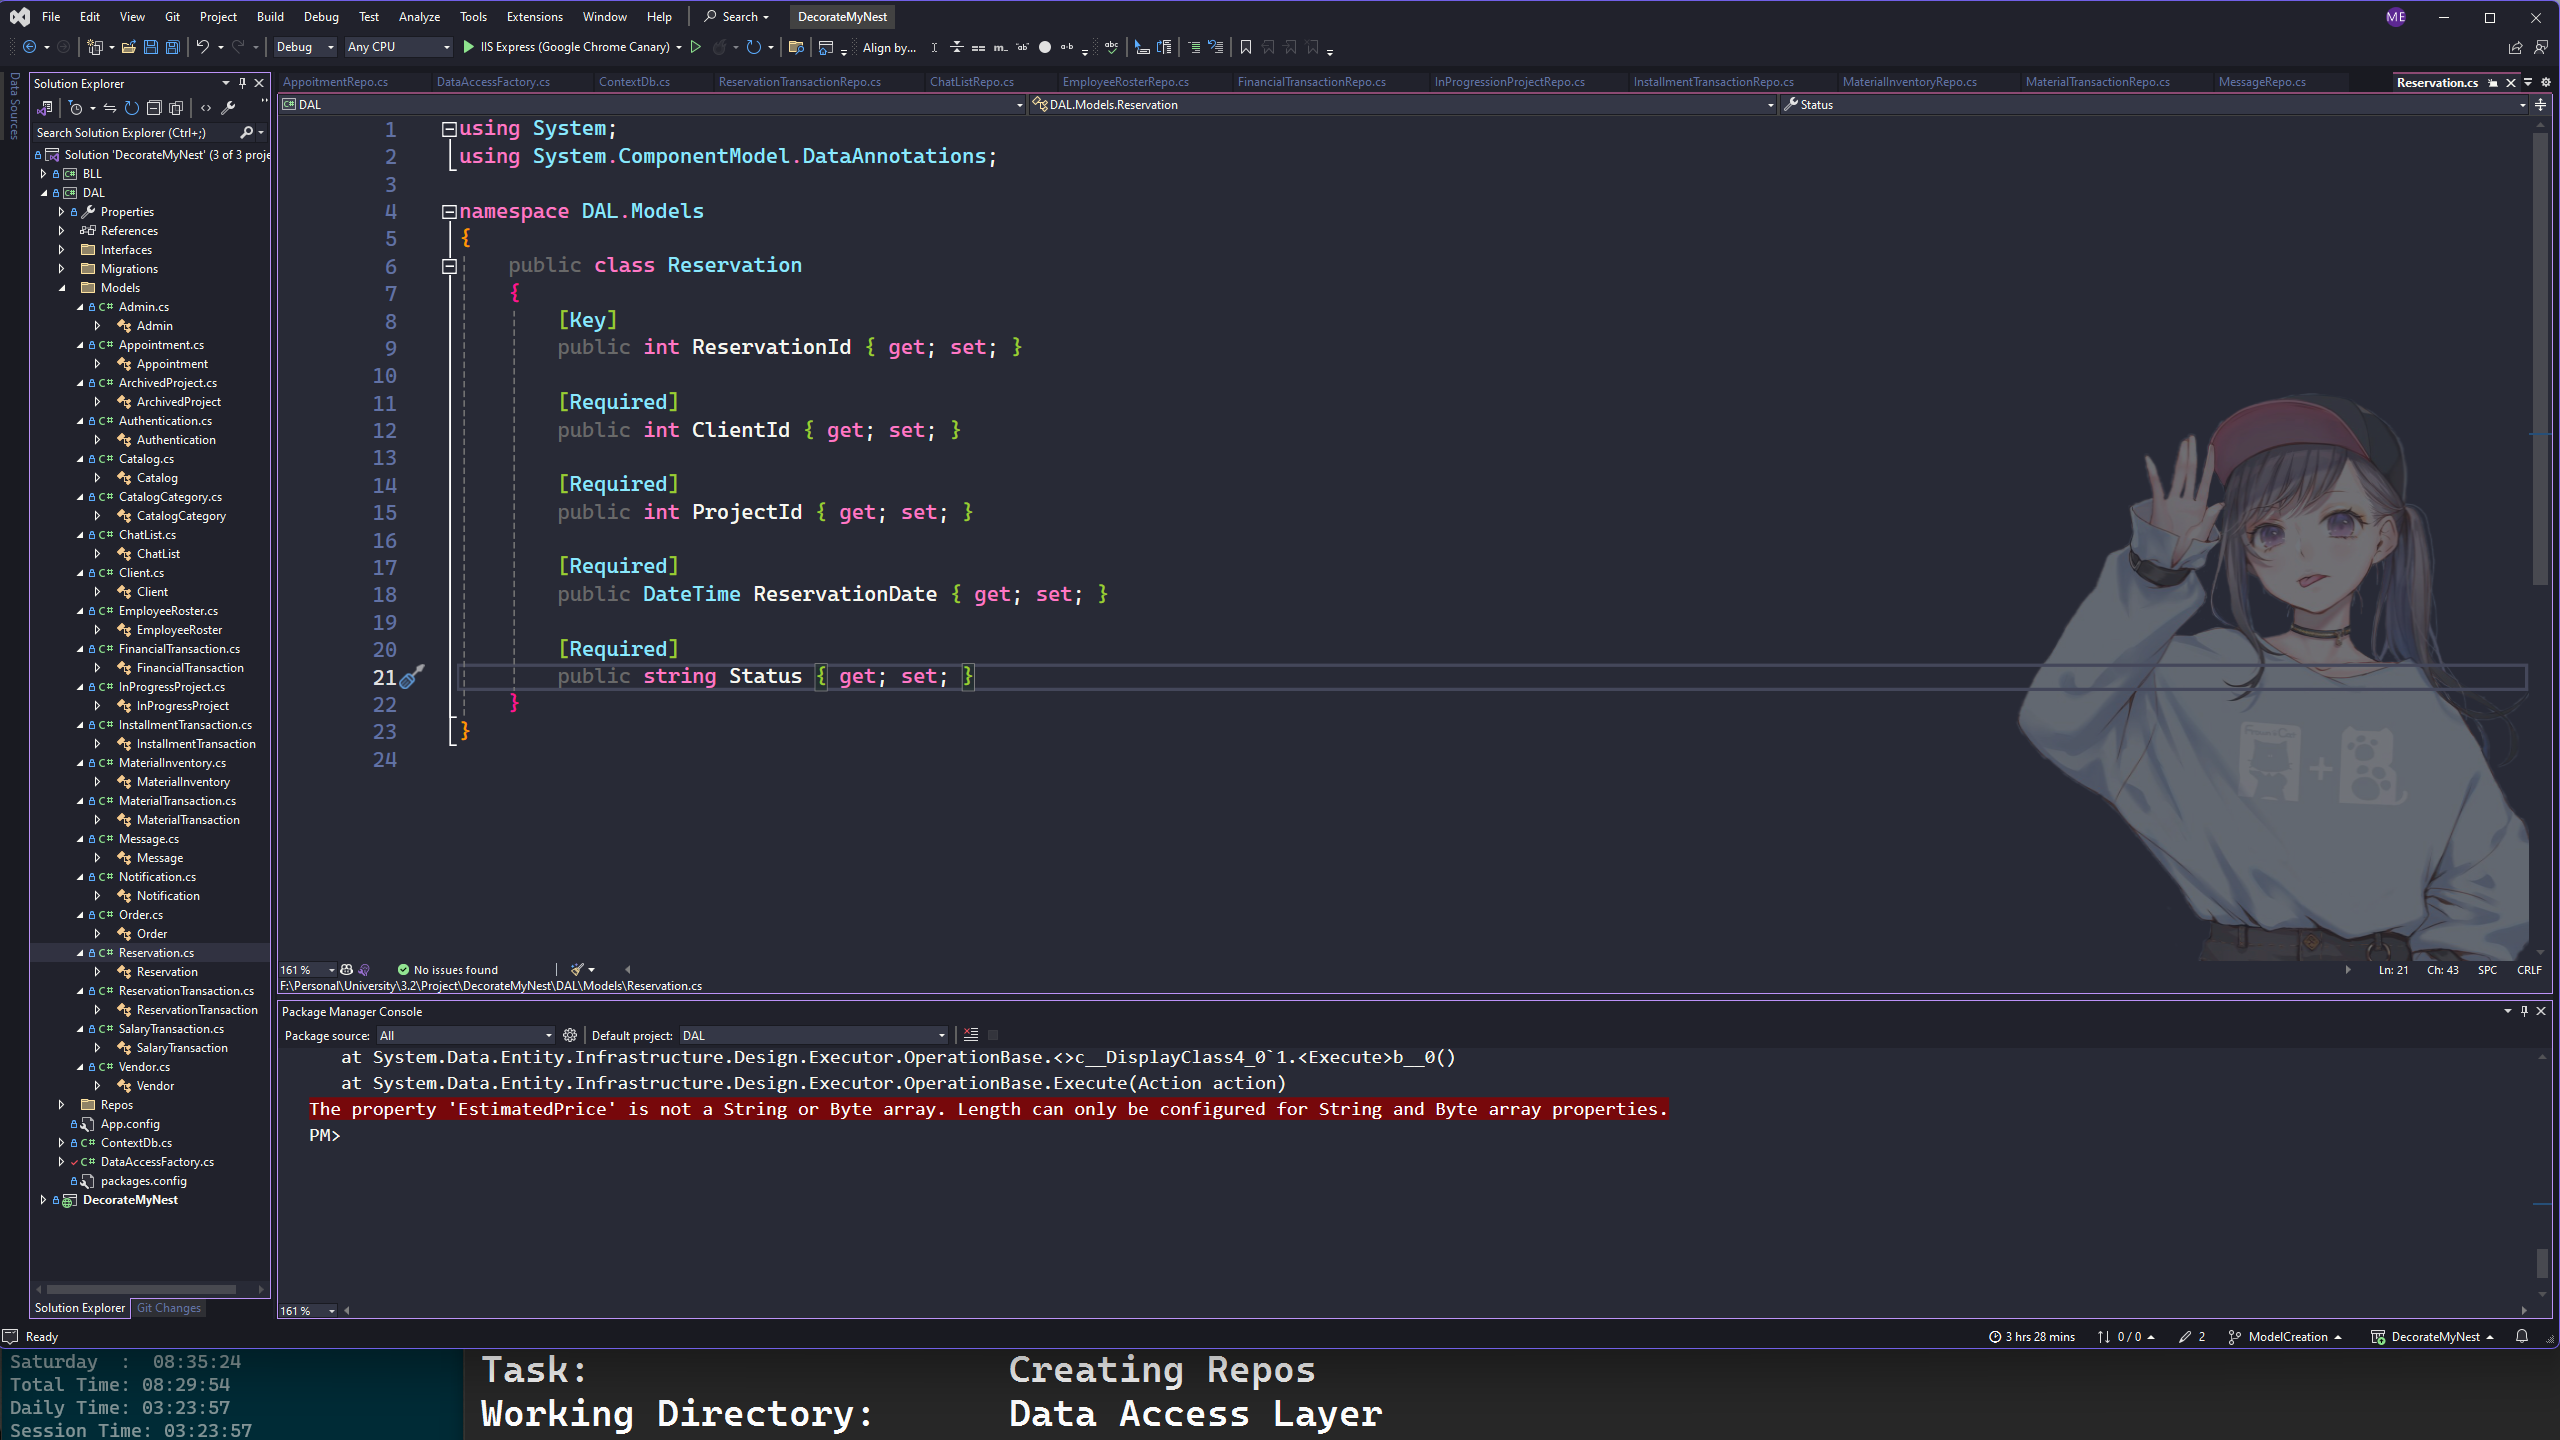 File Edit View Git Project Build Debug Test Analyze Tools Extensions Window Help Search DecorateMyNest ME
Debug Any CPU IIS Express (Google Chrome Canary) Align by...
Data Sources
Solution Explorer
Search Solution Explorer (Ctrl+;)
Solution 'DecorateMyNest' (3 of 3 proje
BLL
DAL
Properties
References
Interfaces
Migrations
Models
C# Admin.cs
Admin
C# Appointment.cs
Appointment
C# ArchivedProject.cs
ArchivedProject
C# Authentication.cs
Authentication
C# Catalog.cs
Catalog
C# CatalogCategory.cs
CatalogCategory
C# ChatList.cs
ChatList
C# Client.cs
Client
C# EmployeeRoster.cs
EmployeeRoster
C# FinancialTransaction.cs
FinancialTransaction
C# InProgressProject.cs
InProgressProject
C# InstallmentTransaction.cs
InstallmentTransaction
C# MaterialInventory.cs
MaterialInventory
C# MaterialTransaction.cs
MaterialTransaction
C# Message.cs
Message
C# Notification.cs
Notification
C# Order.cs
Order
C# Reservation.cs
Reservation
C# ReservationTransaction.cs
ReservationTransaction
C# SalaryTransaction.cs
SalaryTransaction
C# Vendor.cs
Vendor
Repos
App.config
C# ContextDb.cs
C# DataAccessFactory.cs
packages.config
DecorateMyNest
Solution Explorer Git Changes
AppoitmentRepo.cs DataAccessFactory.cs ContextDb.cs ReservationTransactionRepo.cs ChatListRepo.cs EmployeeRosterRepo.cs FinancialTransactionRepo.cs InProgressionProjectRepo.cs InstallmentTransactionRepo.cs MaterialInventoryRepo.cs MaterialTransactionRepo.cs MessageRepo.cs Reservation.cs
C# DAL DAL.Models.Reservation Status
1 using System;
2 using System.ComponentModel.DataAnnotations;
3
4 namespace DAL.Models
5 {
6 public class Reservation
7 {
8 [Key]
9 public int ReservationId { get; set; }
10
11 [Required]
12 public int ClientId { get; set; }
13
14 [Required]
15 public int ProjectId { get; set; }
16
17 [Required]
18 public DateTime ReservationDate { get; set; }
19
20 [Required]
21 public string Status { get; set; }
22 }
23 }
24
161 % No issues found Ln: 21 Ch: 43 SPC CRLF
F:\Personal\University\3.2\Project\DecorateMyNest\DAL\Models\Reservation.cs
Package Manager Console
Package source: All Default project: DAL
at System.Data.Entity.Infrastructure.Design.Executor.OperationBase.<>c__DisplayClass4_0`1.<Execute>b__0()
at System.Data.Entity.Infrastructure.Design.Executor.OperationBase.Execute(Action action)
The property 'EstimatedPrice' is not a String or Byte array. Length can only be configured for String and Byte array properties.
PM>
161 %
Ready 3 hrs 28 mins 0 / 0 2 ModelCreation DecorateMyNest
Saturday : 08:35:24
Total Time: 08:29:54
Daily Time: 03:23:57
Session Time: 03:23:57
Task: Creating Repos
Working Directory: Data Access Layer